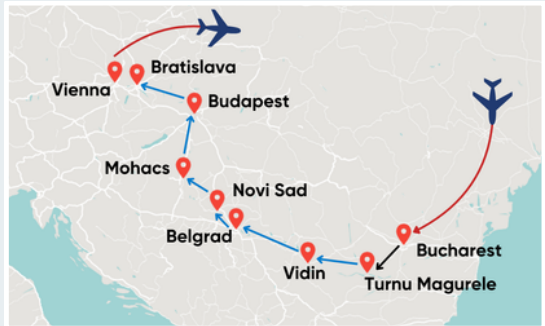 Bratislava
Vienna
Budapest
Mohacs
Novi Sad
Belgrad
Bucharest
Vidin
Turnu Magurele